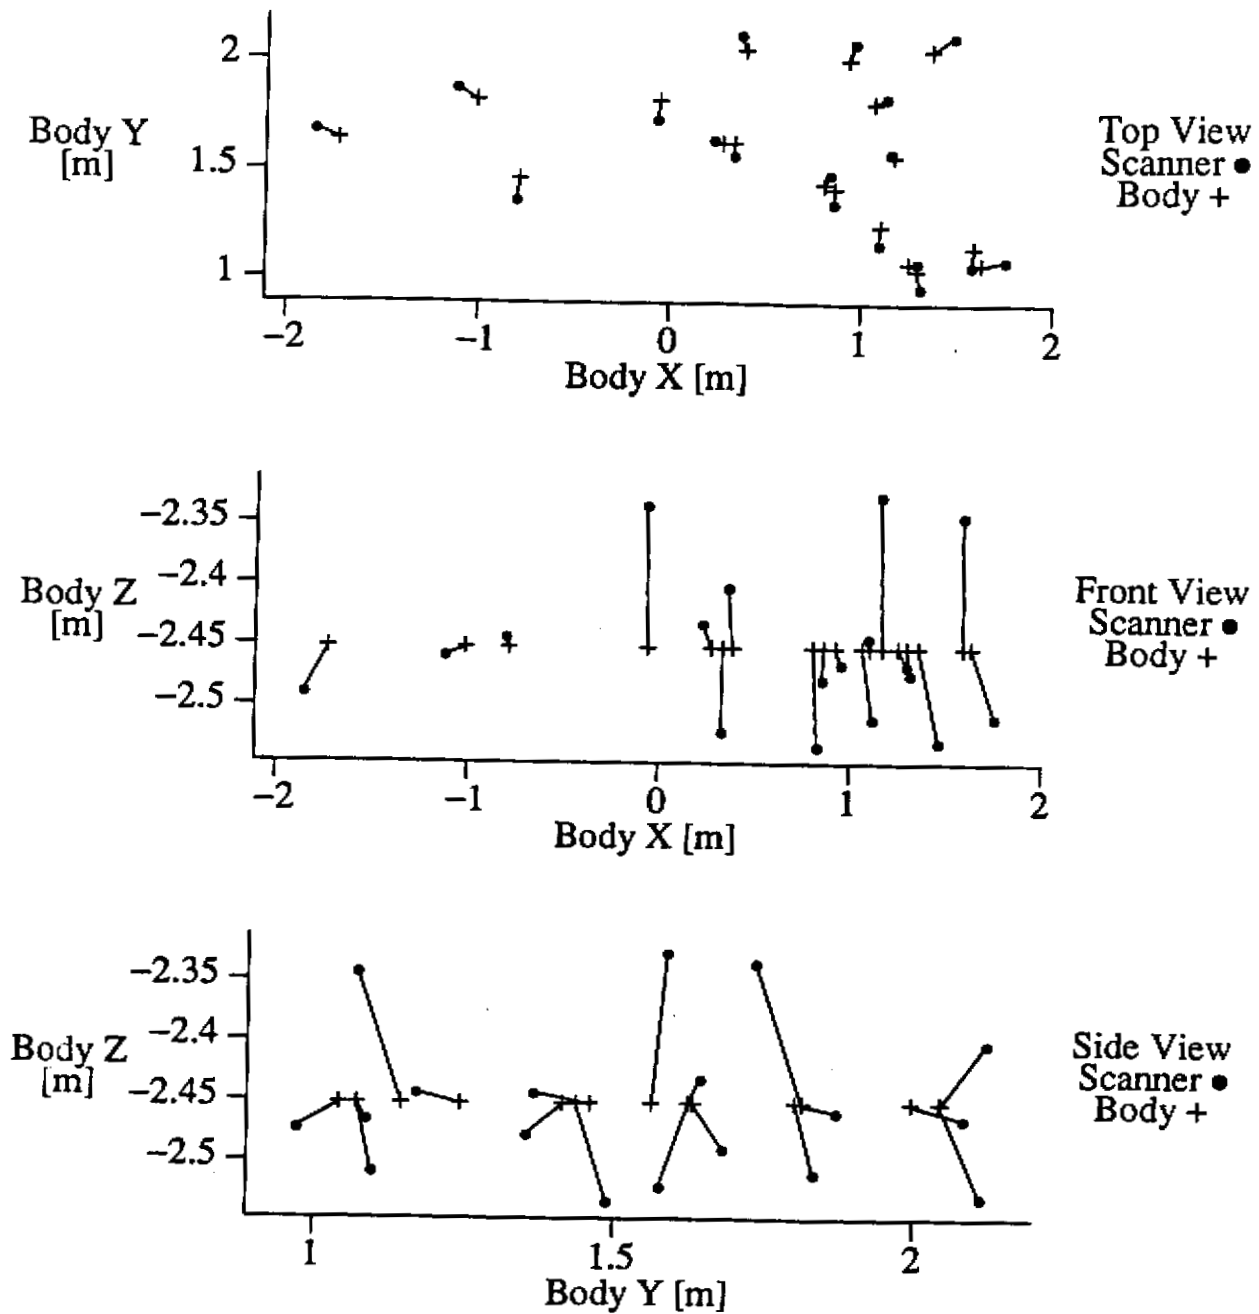 2
1.5
1
Body Y
[m]
Top View
Scanner ●
Body +
−2
−1
0
1
2
Body X [m]
−2.35
−2.4
−2.45
−2.5
Body Z
[m]
Front View
Scanner ●
Body +
−2
−1
0
1
2
Body X [m]
−2.35
−2.4
−2.45
−2.5
Body Z
[m]
Side View
Scanner ●
Body +
1
1.5
2
Body Y [m]